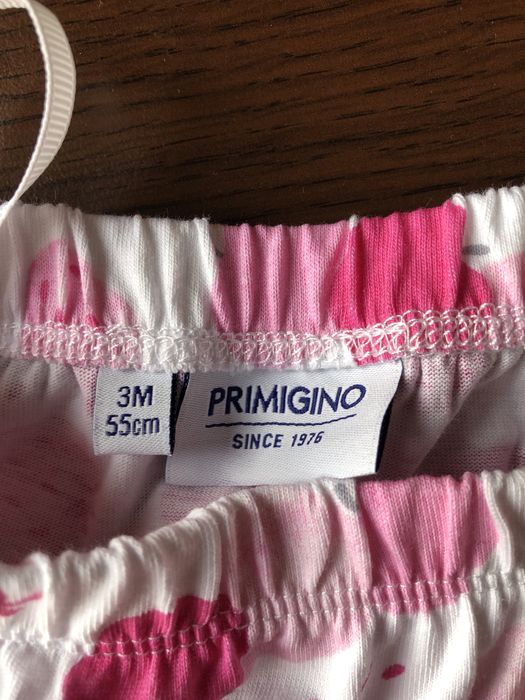 3M
55cm
PRIMIGINO
SINCE 1976